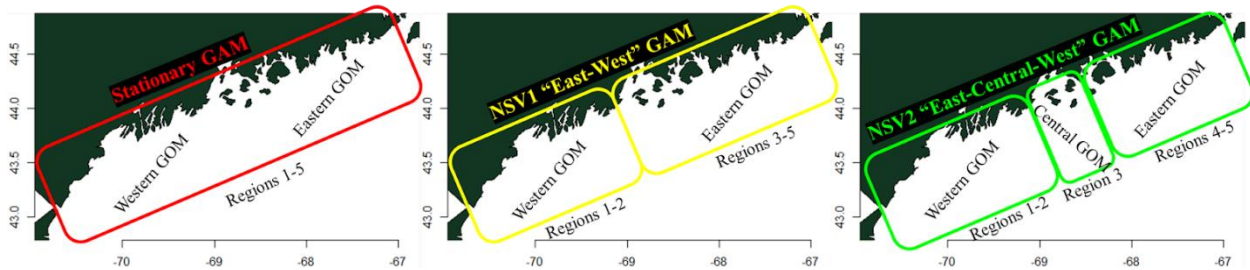 Stationary GAM
Western GOM
Eastern GOM
Regions 1-5
44.5
44.0
43.5
43.0
-70
-69
-68
-67
NSV1 “East-West” GAM
Western GOM
Eastern GOM
Regions 1-2
Regions 3-5
44.5
44.0
43.5
43.0
-70
-69
-68
-67
NSV2 “East-Central-West” GAM
Western GOM
Central GOM
Eastern GOM
Regions 1-2
Region 3
Regions 4-5
44.5
44.0
43.5
43.0
-70
-69
-68
-67